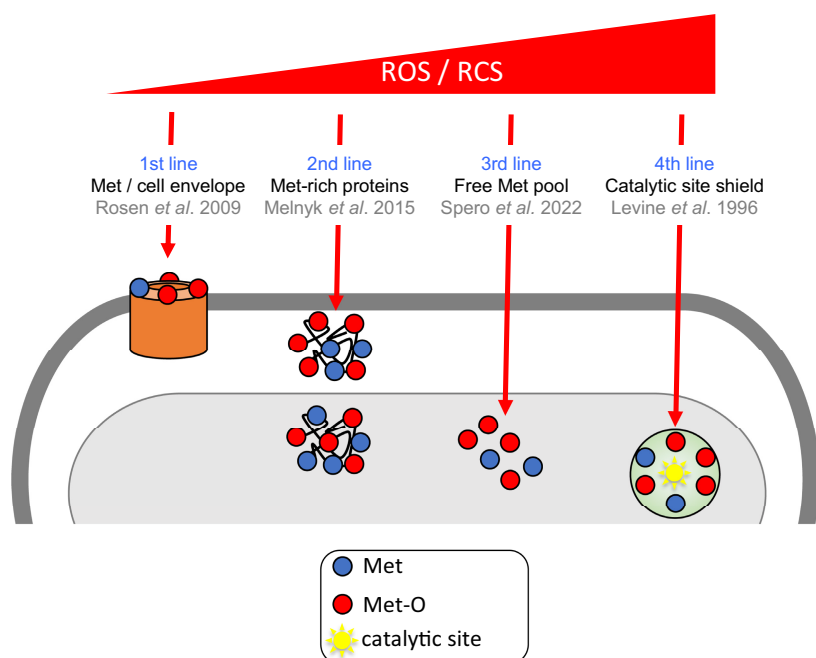 ROS / RCS
1st line
Met / cell envelope
Rosen et al. 2009
2nd line
Met-rich proteins
Melnyk et al. 2015
3rd line
Free Met pool
Spero et al. 2022
4th line
Catalytic site shield
Levine et al. 1996
Met
Met-O
catalytic site